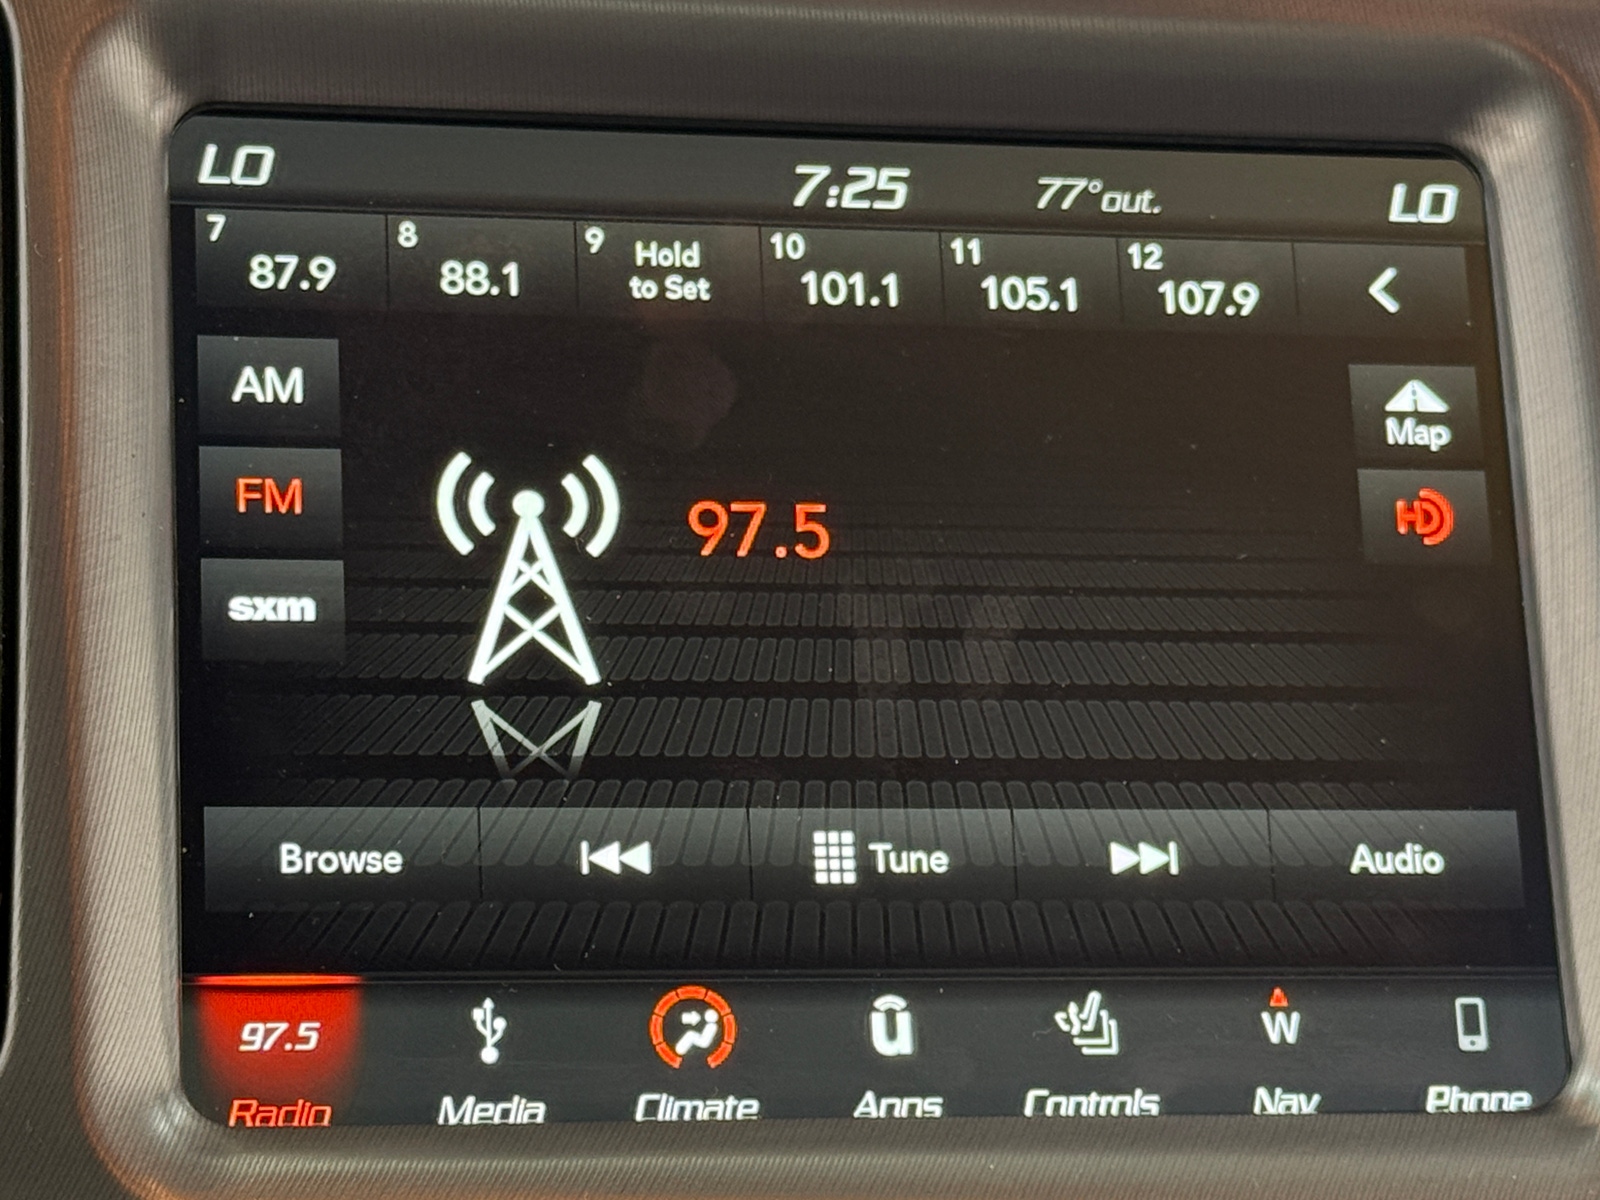 LO 7:25 77°out. LO
7 87.9 8 88.1 9 Hold to Set 10 101.1 11 105.1 12 107.9
AM
Map
FM
97.5
HD
sxm
Browse Tune Audio
97.5 u W
Radio Media Climate Apps Controls Nav Phone